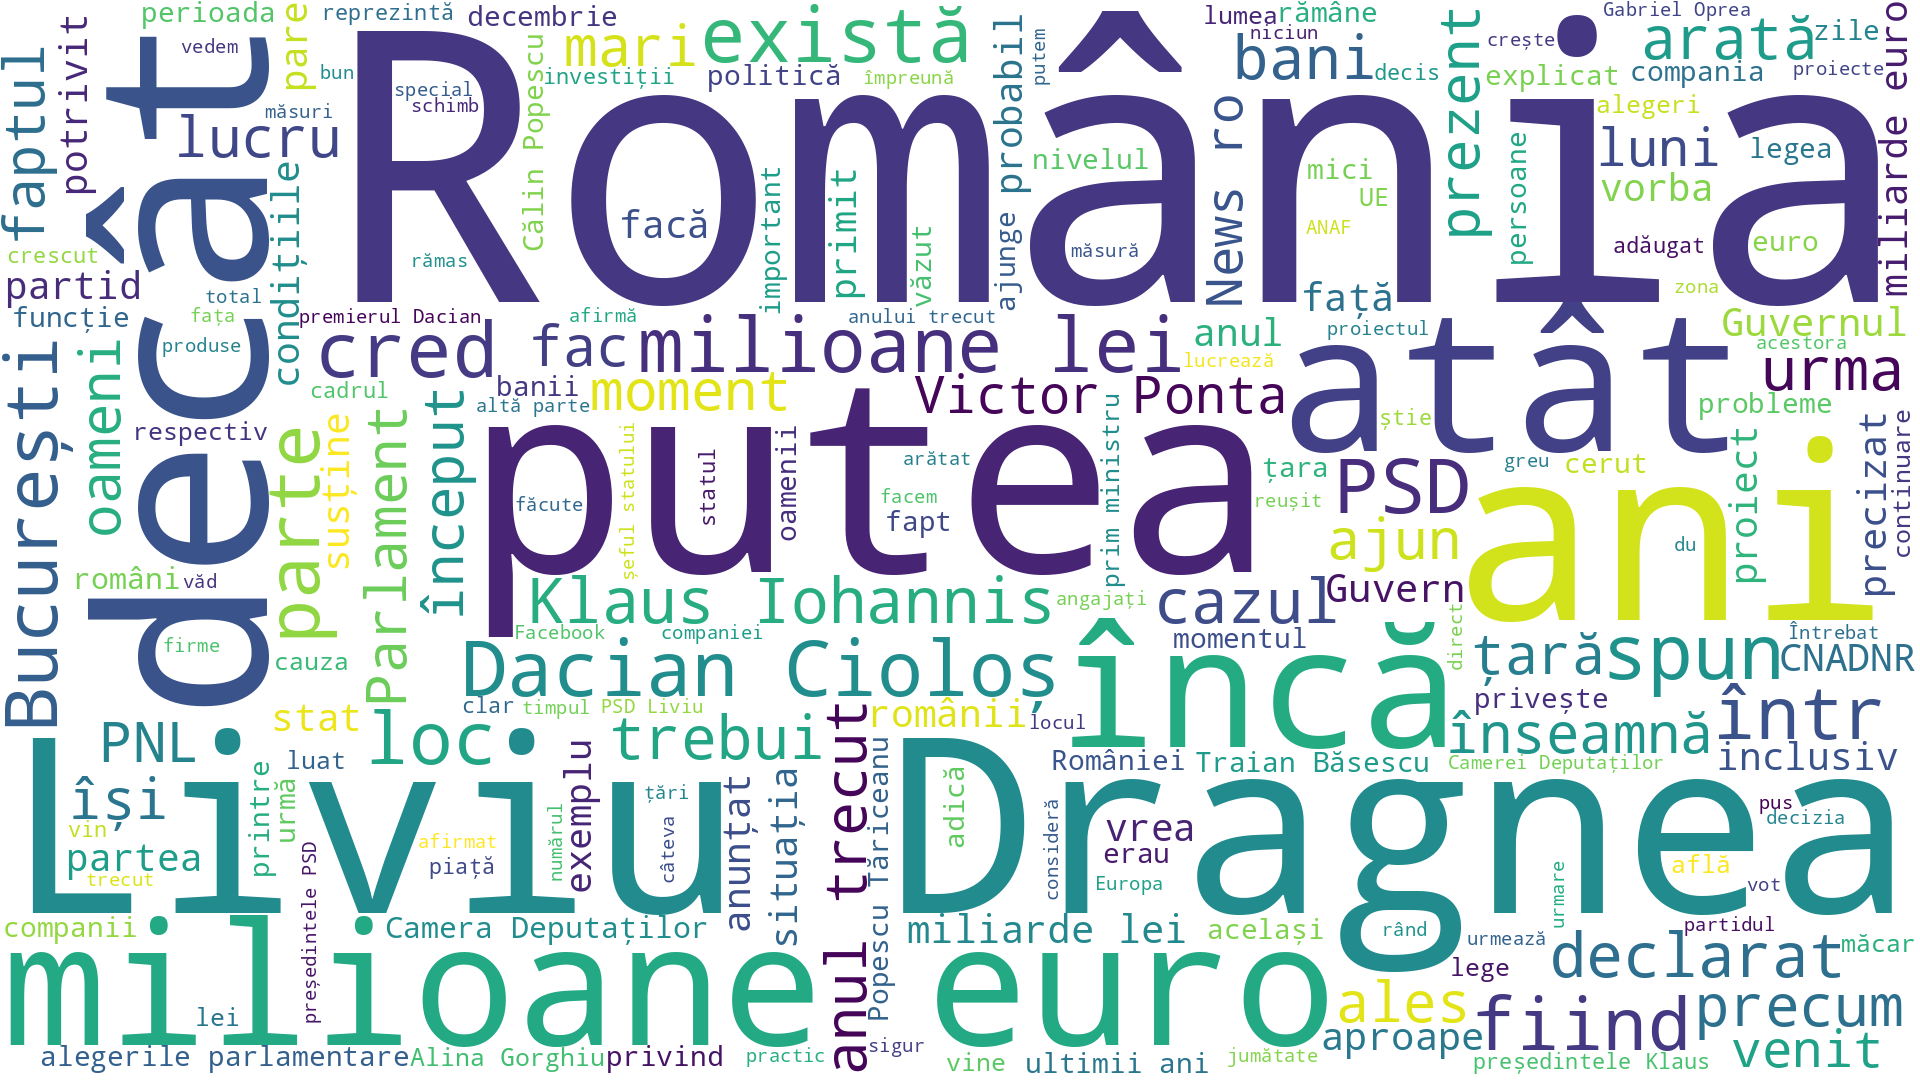 perioada
reprezintă
decembrie
există
lumea
rămâne
Gabriel Oprea
arată
zile
miliarde euro
vedem
pare
mari
niciun
crește
bun
investiții
politică
împreună
putem
bani
decis
explicat
compania
proiecte
faptul
potrivit
decât
măsuri
special
schimb
Călin Popescu
România
ajunge probabil
prezent
alegeri
lucru
nivelul
News ro
luni
legea
condițiile
important
primit
mici
persoane
vorba
facă
UE
văzut
ANAF
măsură
adăugat
euro
crescut
rămas
partid
total
față
zona
funcție
fața
premierul Dacian
afirmă
anului trecut
proiectul
Guvernul
produse
cred
fac
milioane lei
anul
lucrează
atât
acestora
urma
București
oameni
cadrul
banii
moment
Victor Ponta
început
altă parte
putea
prim ministru
știe
probleme
respectiv
parte
susține
Parlament
șeful statului
statul
oamenii
arătat
țara
PSD
greu
cerut
ani
proiect
precizat
continuare
făcute
facem
fapt
reușit
ajun
du
români
văd
Klaus Iohannis
angajați
cazul
Guvern
firme
Facebook
companiei
momentul
direct
Întrebat
cauza
Dacian Cioloș
încă
țară
spun
CNADNR
stat
clar
timpul
PSD Liviu
românii
locul
privește
într
PNL
loc
trebui
înseamnă
luat
României
Traian Băsescu
Camerei Deputaților
inclusiv
Liviu Dragnea
își
printre
urmă
exemplu
țări
anunțat
situația
anul trecut
Popescu Tăriceanu
adică
consideră
vrea
pus
decizia
vin
numărul
câteva
afirmat
erau
partea
piață
află
trecut
președintele PSD
Europa
vot
urmare
companii
Camera Deputaților
miliarde lei
același
rând
urmează
partidul
declarat
măcar
milioane euro
lege
lei
ales
fiind
precum
aproape
alegerile parlamentare
Alina Gorghiu
privind
practic
sigur
vine
ultimii ani
jumătate
președintele Klaus
venit